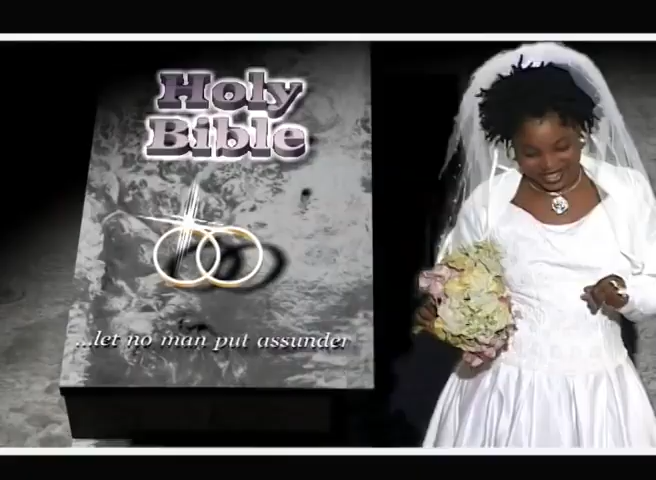 Holy
Bible
...let no man put assunder